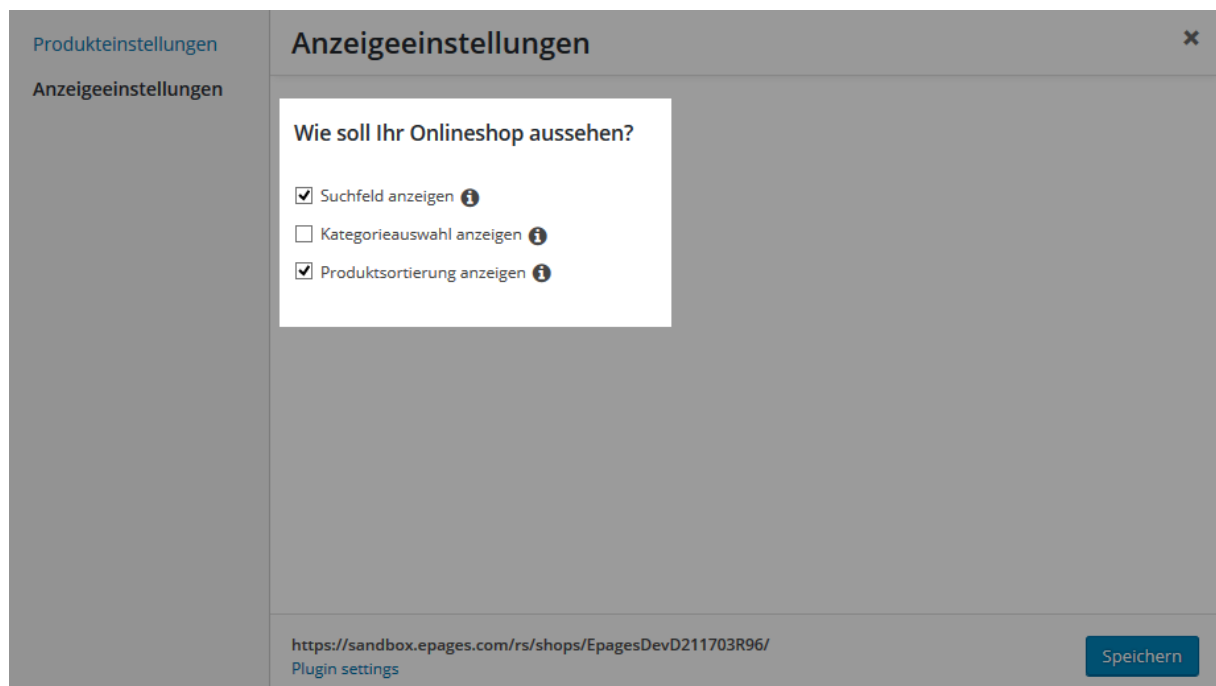 Produkteinstellungen
Anzeigeeinstellungen
Anzeigeeinstellungen
Wie soll Ihr Onlineshop aussehen?
Suchfeld anzeigen
Kategorieauswahl anzeigen
Produktsortierung anzeigen
https://sandbox.epages.com/rs/shops/EpagesDevD211703R96/
Plugin settings
Speichern